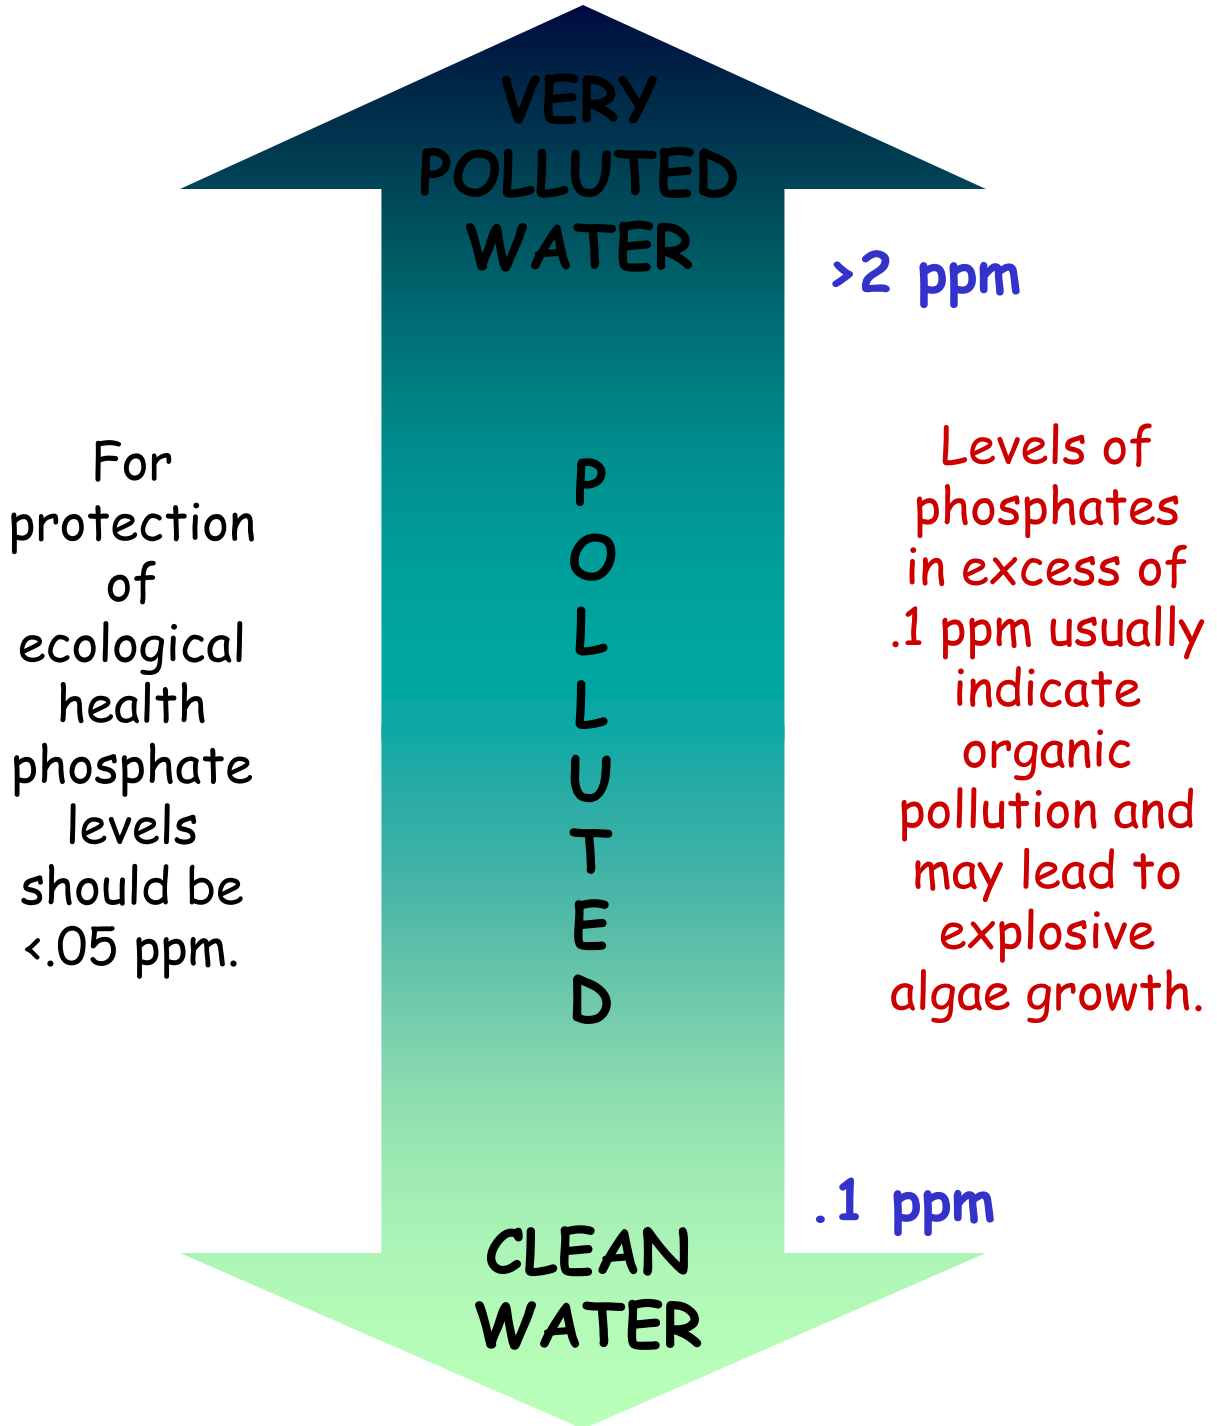 VERY
POLLUTED
WATER
>2 ppm
For
protection
of
ecological
health
phosphate
levels
should be
<.05 ppm.
P
O
L
L
U
T
E
D
Levels of
phosphates
in excess of
.1 ppm usually
indicate
organic
pollution and
may lead to
explosive
algae growth.
.1 ppm
CLEAN
WATER